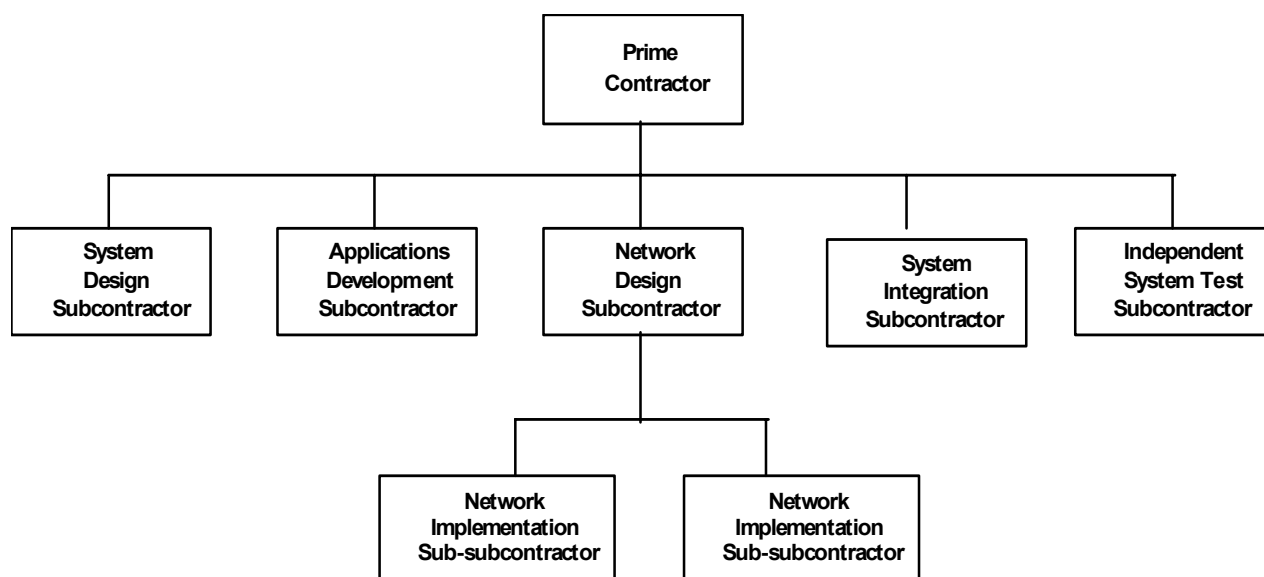 Prime
Contractor
System
Design
Subcontractor
Applications
Development
Subcontractor
Network
Design
Subcontractor
System
Integration
Subcontractor
Independent
System Test
Subcontractor
Network
Implementation
Sub-subcontractor
Network
Implementation
Sub-subcontractor